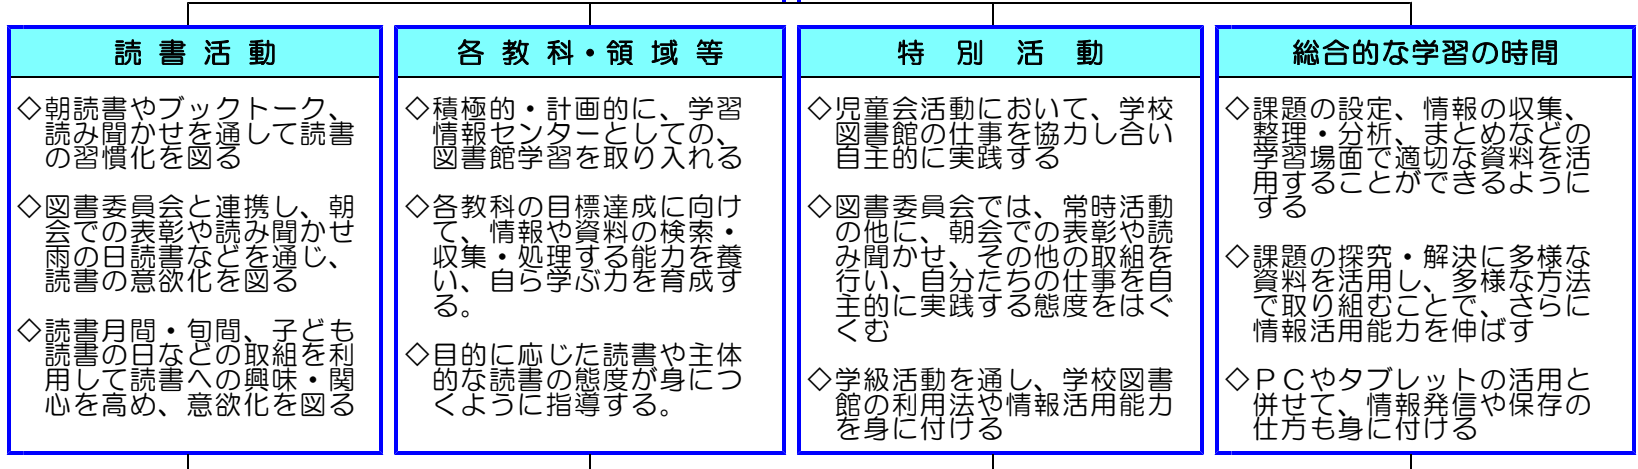 読書活動
◇朝読書やブックトーク、
読み聞かせを通して読書
の習慣化を図る
◇図書委員会と連携し、朝
会での表彰や読み聞かせ
雨の日読書などを通じ、
読書の意欲化を図る
◇読書月間・旬間、子ども
読書の日などの取組を利
用して読書への興味・関
心を高め、意欲化を図る
各教科・領域等
◇積極的・計画的に、学習
情報センターとしての、
図書館学習を取り入れる
◇各教科の目標達成に向け
て、情報や資料の検索・
収集・処理する能力を養
い、自ら学ぶ力を育成す
る。
◇目的に応じた読書や主体
的な読書の態度が身につ
くように指導する。
特別活動
◇児童会活動において、学校
図書館の仕事を協力し合い
自主的に実践する
◇図書委員会では、常時活動
の他に、朝会での表彰や読
み聞かせ、その他の取組を
行い、自分たちの仕事を自
主的に実践する態度をはぐ
くむ
◇学級活動を通し、学校図書
館の利用法や情報活用能力
を身に付ける
総合的な学習の時間
◇課題の設定、情報の収集、
整理・分析、まとめなどの
学習場面で適切な資料を活
用することができるように
する
◇課題の探究・解決に多様な
資料を活用し、多様な方法
で取り組むことで、さらに
情報活用能力を伸ばす
◇ＰＣやタブレットの活用と
併せて、情報発信や保存の
仕方も身に付ける